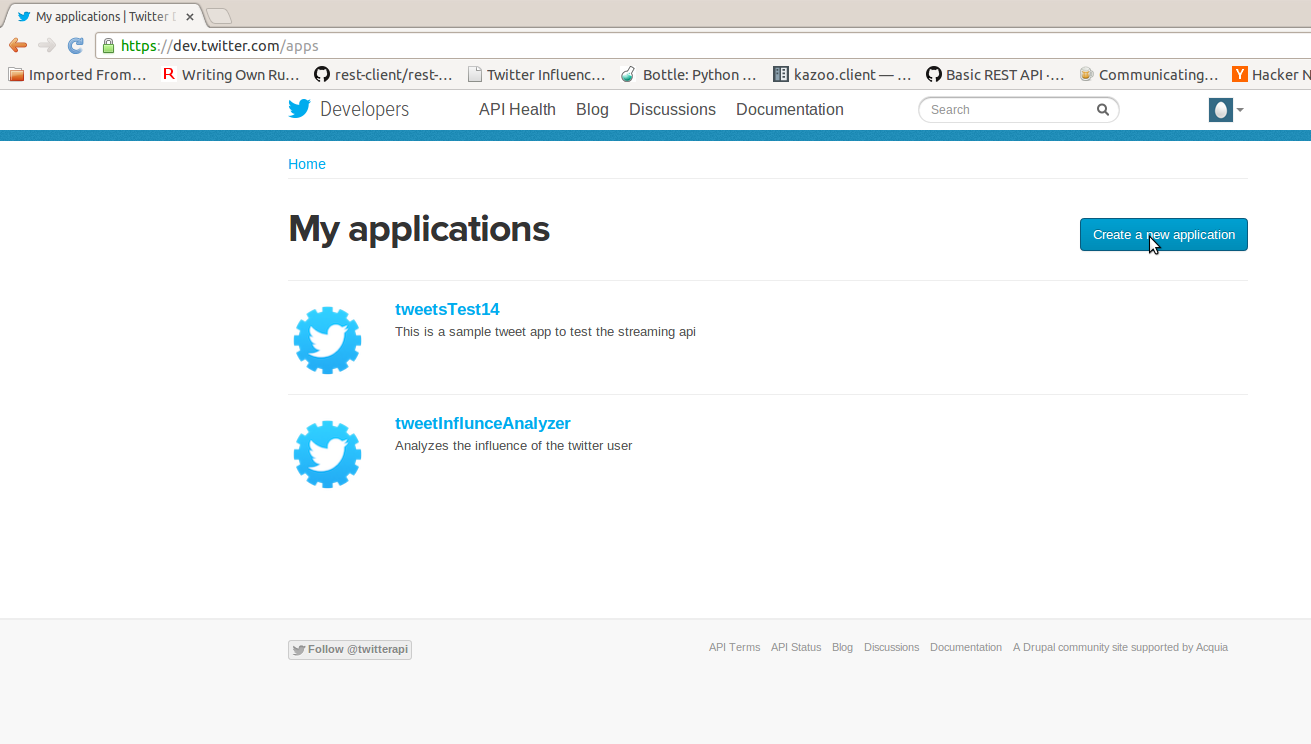 My applications | Twitter D
https://dev.twitter.com/apps
Imported From... Writing Own Ru... rest-client/rest-... Twitter Influenc... Bottle: Python ... kazoo.client — ... Basic REST API ·... Communicating... Hacker N
Developers API Health Blog Discussions Documentation Search
Home
My applications
Create a new application
tweetsTest14
This is a sample tweet app to test the streaming api
tweetInflunceAnalyzer
Analyzes the influence of the twitter user
Follow @twitterapi API Terms API Status Blog Discussions Documentation A Drupal community site supported by Acquia